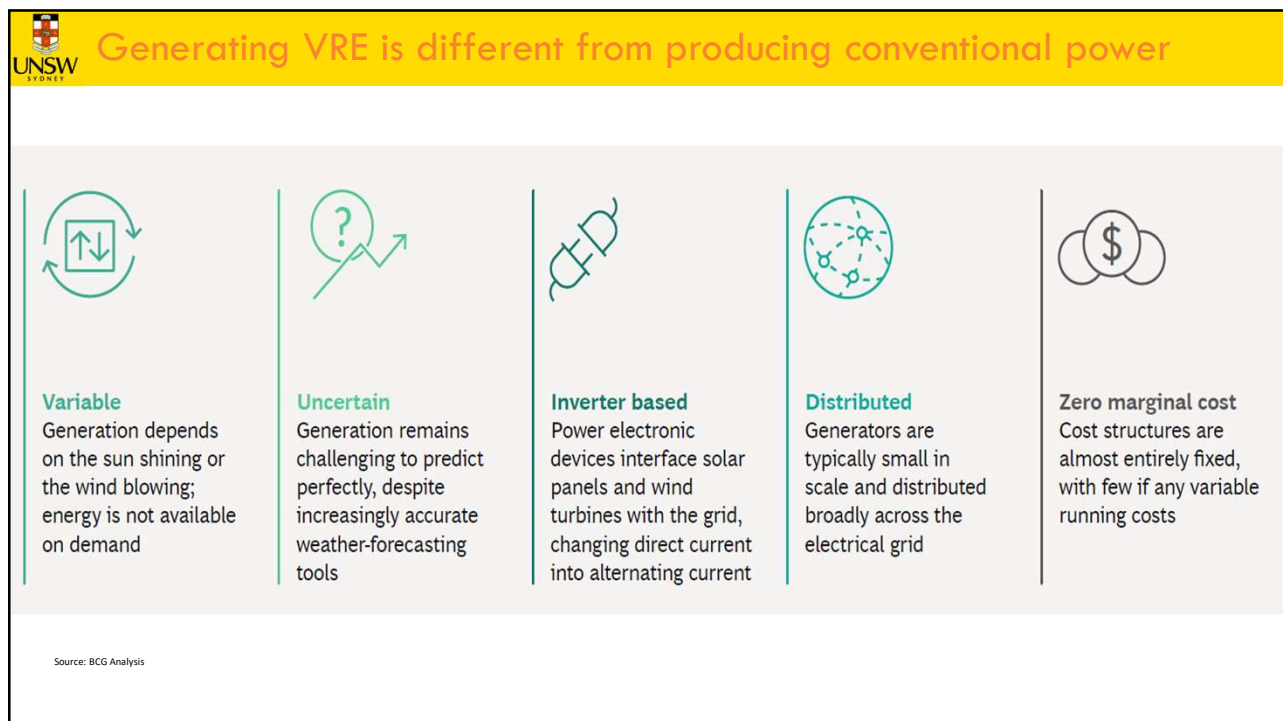 UNSW
SYDNEY
Generating VRE is different from producing conventional power
?
$
Variable
Generation depends
on the sun shining or
the wind blowing;
energy is not available
on demand
Uncertain
Generation remains
challenging to predict
perfectly, despite
increasingly accurate
weather-forecasting
tools
Inverter based
Power electronic
devices interface solar
panels and wind
turbines with the grid,
changing direct current
into alternating current
Distributed
Generators are
typically small in
scale and distributed
broadly across the
electrical grid
Zero marginal cost
Cost structures are
almost entirely fixed,
with few if any variable
running costs
Source: BCG Analysis